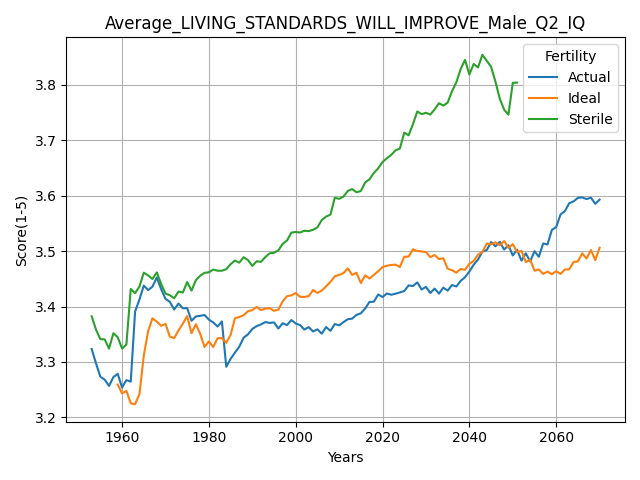 Average_LIVING_STANDARDS_WILL_IMPROVE_Male_Q2_IQ
Fertility
Actual
Ideal
Sterile
Score(1-5)
3.8
3.7
3.6
3.5
3.4
3.3
3.2
1960 1980 2000 2020 2040 2060
Years